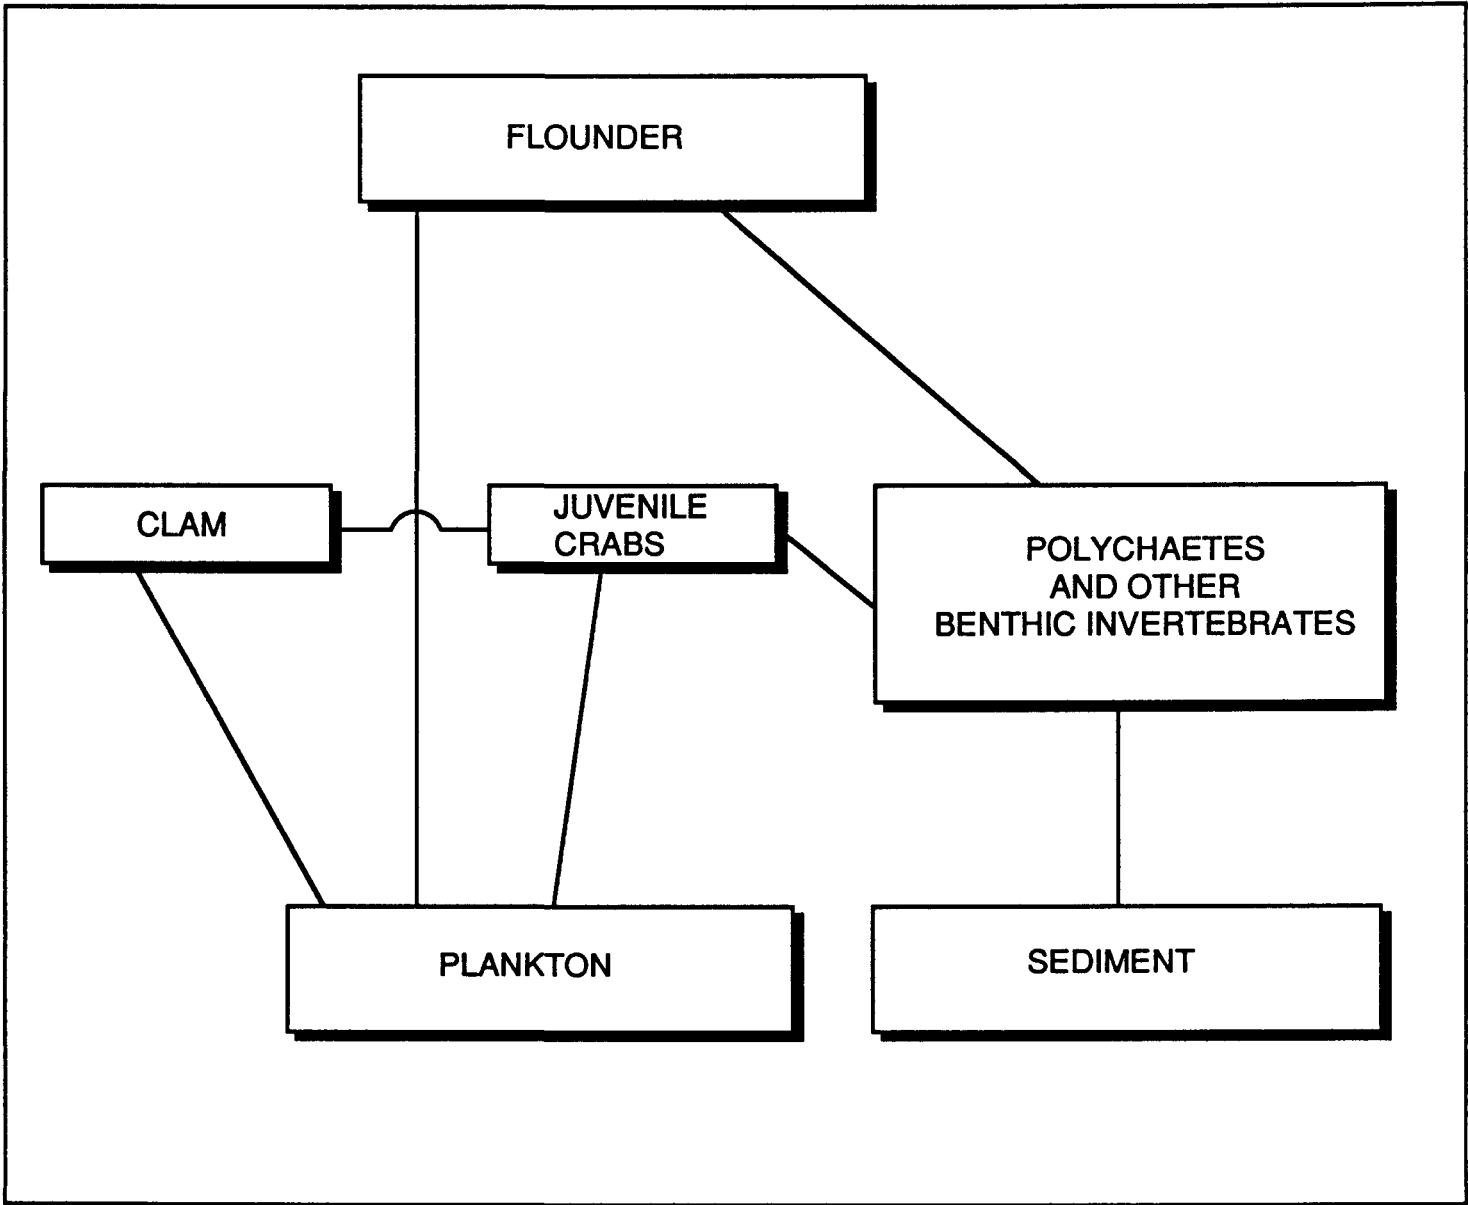 FLOUNDER
CLAM
JUVENILE
CRABS
POLYCHAETES
AND OTHER
BENTHIC INVERTEBRATES
PLANKTON
SEDIMENT